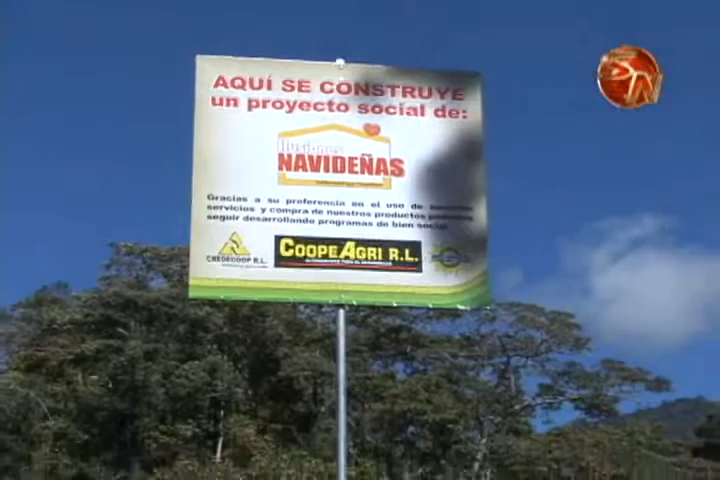 AQUÍ SE CONSTRUYE
un proyecto social de:
Ilusiones
NAVIDEÑAS
Gracias a su preferencia en el uso de nuestros
servicios y compra de nuestros productos podemos
seguir desarrollando programas de bien social.
CREDECOOP R.L.
COOPEAGRI R.L.